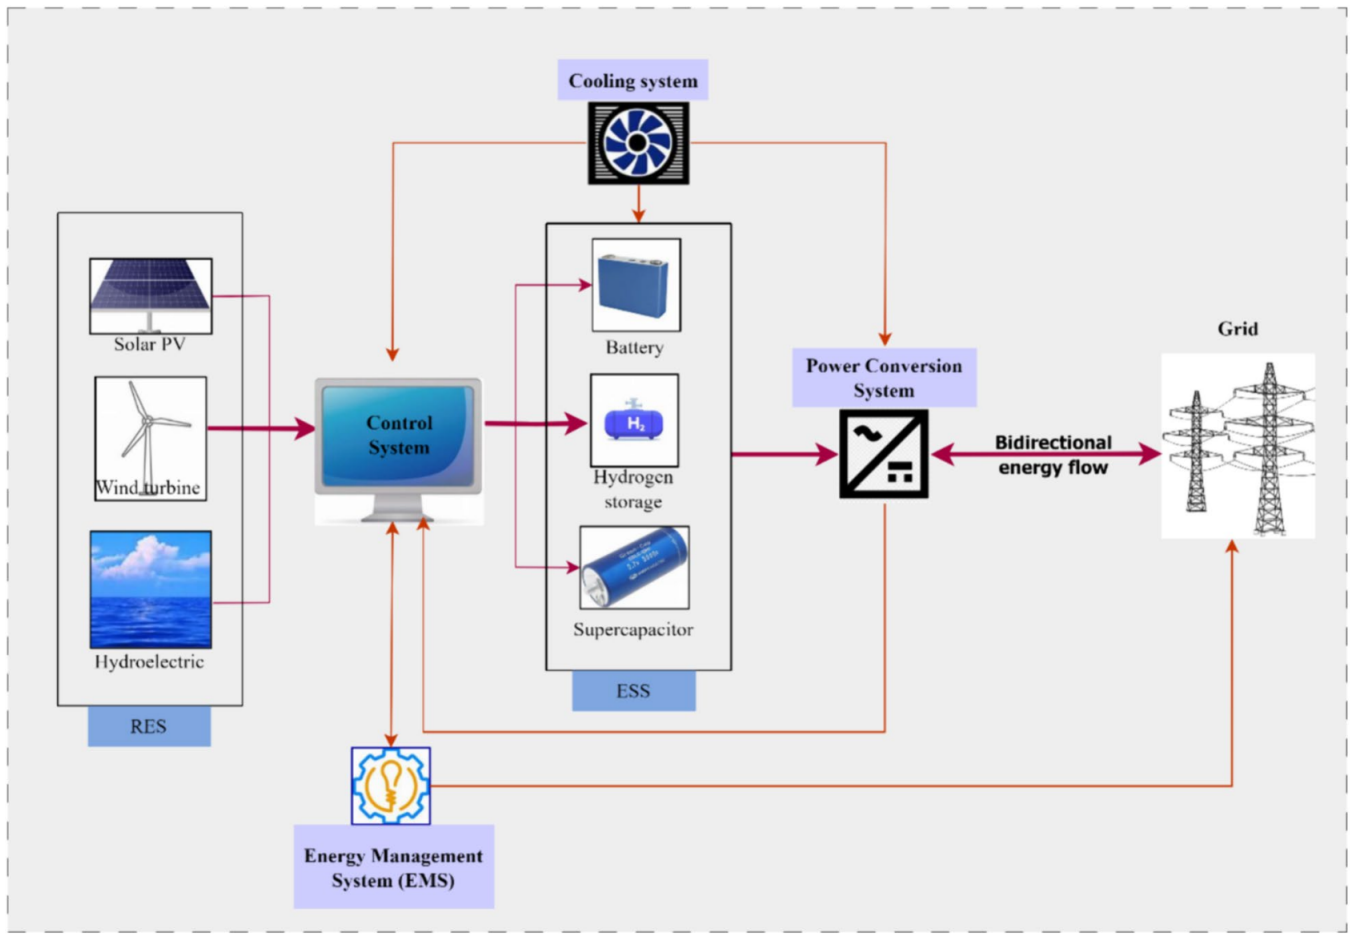 Cooling system
Solar PV
Wind turbine
Hydroelectric
RES
Control
System
Battery
H2
Hydrogen
storage
Supercapacitor
ESS
Power Conversion
System
Bidirectional
energy flow
Grid
Energy Management
System (EMS)